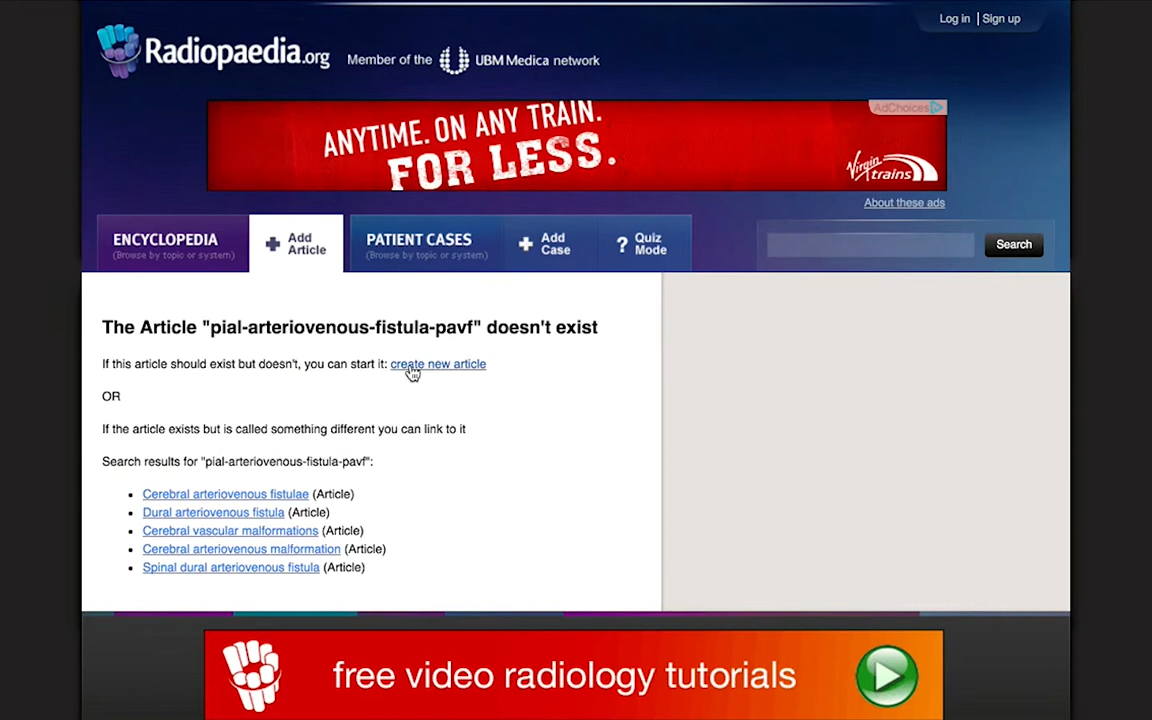 Log in | Sign up
Radiopaedia.org Member of the UBM Medica network
AdChoices
ANYTIME. ON ANY TRAIN.
FOR LESS.
Virgin trains
About these ads
ENCYCLOPEDIA
(Browse by topic or system)
Add Article
PATIENT CASES
(Browse by topic or system)
Add Case
? Quiz Mode
Search
The Article "pial-arteriovenous-fistula-pavf" doesn't exist
If this article should exist but doesn't, you can start it: create new article
OR
If the article exists but is called something different you can link to it
Search results for "pial-arteriovenous-fistula-pavf":
Cerebral arteriovenous fistulae (Article)
Dural arteriovenous fistula (Article)
Cerebral vascular malformations (Article)
Cerebral arteriovenous malformation (Article)
Spinal dural arteriovenous fistula (Article)
free video radiology tutorials